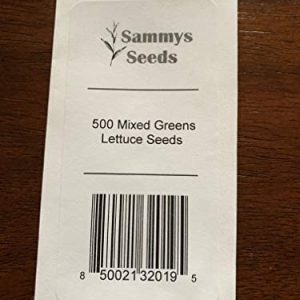 Sammys
Seeds
500 Mixed Greens
Lettuce Seeds
8 50021 32019 5